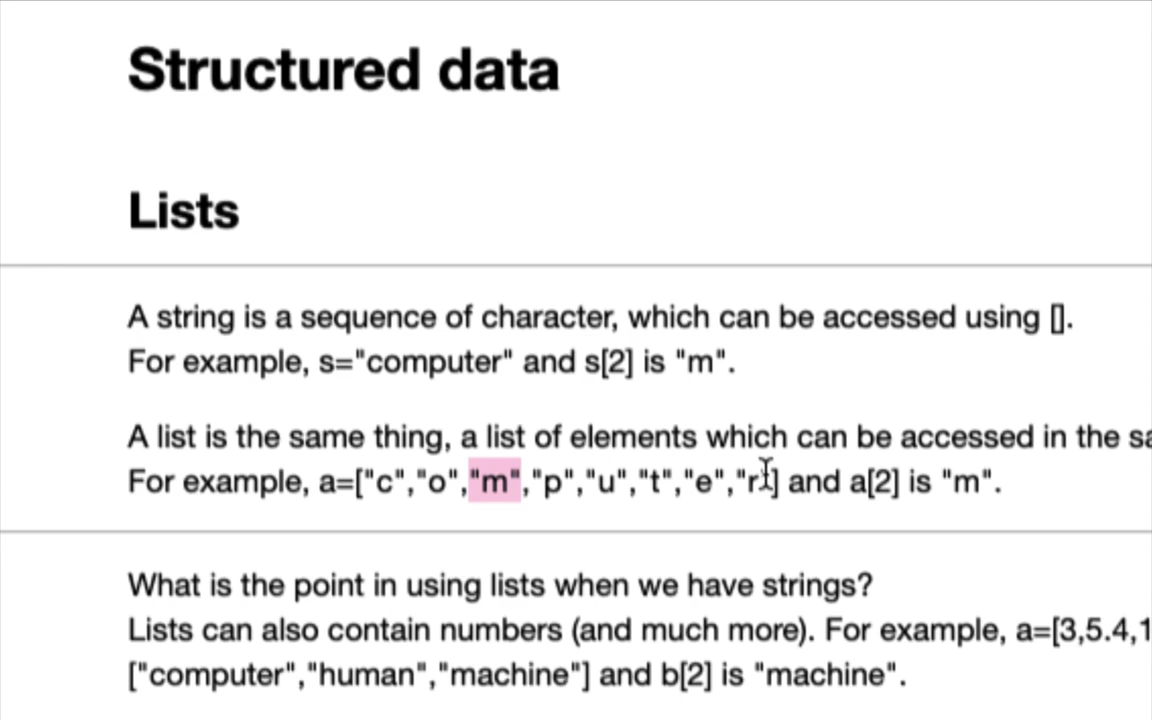 Structured data
Lists
A string is a sequence of character, which can be accessed using [].
For example, s="computer" and s[2] is "m".
A list is the same thing, a list of elements which can be accessed in the sa
For example, a=["c","o","m","p","u","t","e","r"] and a[2] is "m".
What is the point in using lists when we have strings?
Lists can also contain numbers (and much more). For example, a=[3,5.4,1
["computer","human","machine"] and b[2] is "machine".